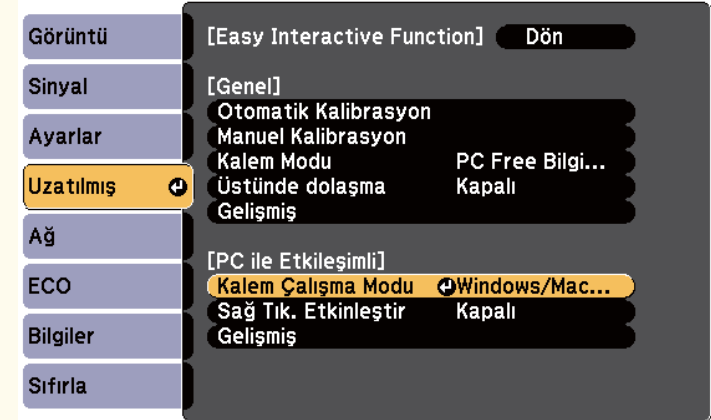 Görüntü
Sinyal
Ayarlar
Uzatılmış
Ağ
ECO
Bilgiler
Sıfırla
[Easy Interactive Function] Dön
[Genel]
Otomatik Kalibrasyon
Manuel Kalibrasyon
Kalem Modu PC Free Bilgi...
Üstünde dolaşma Kapalı
Gelişmiş
[PC ile Etkileşimli]
Kalem Çalışma Modu Windows/Mac...
Sağ Tık. Etkinleştir Kapalı
Gelişmiş